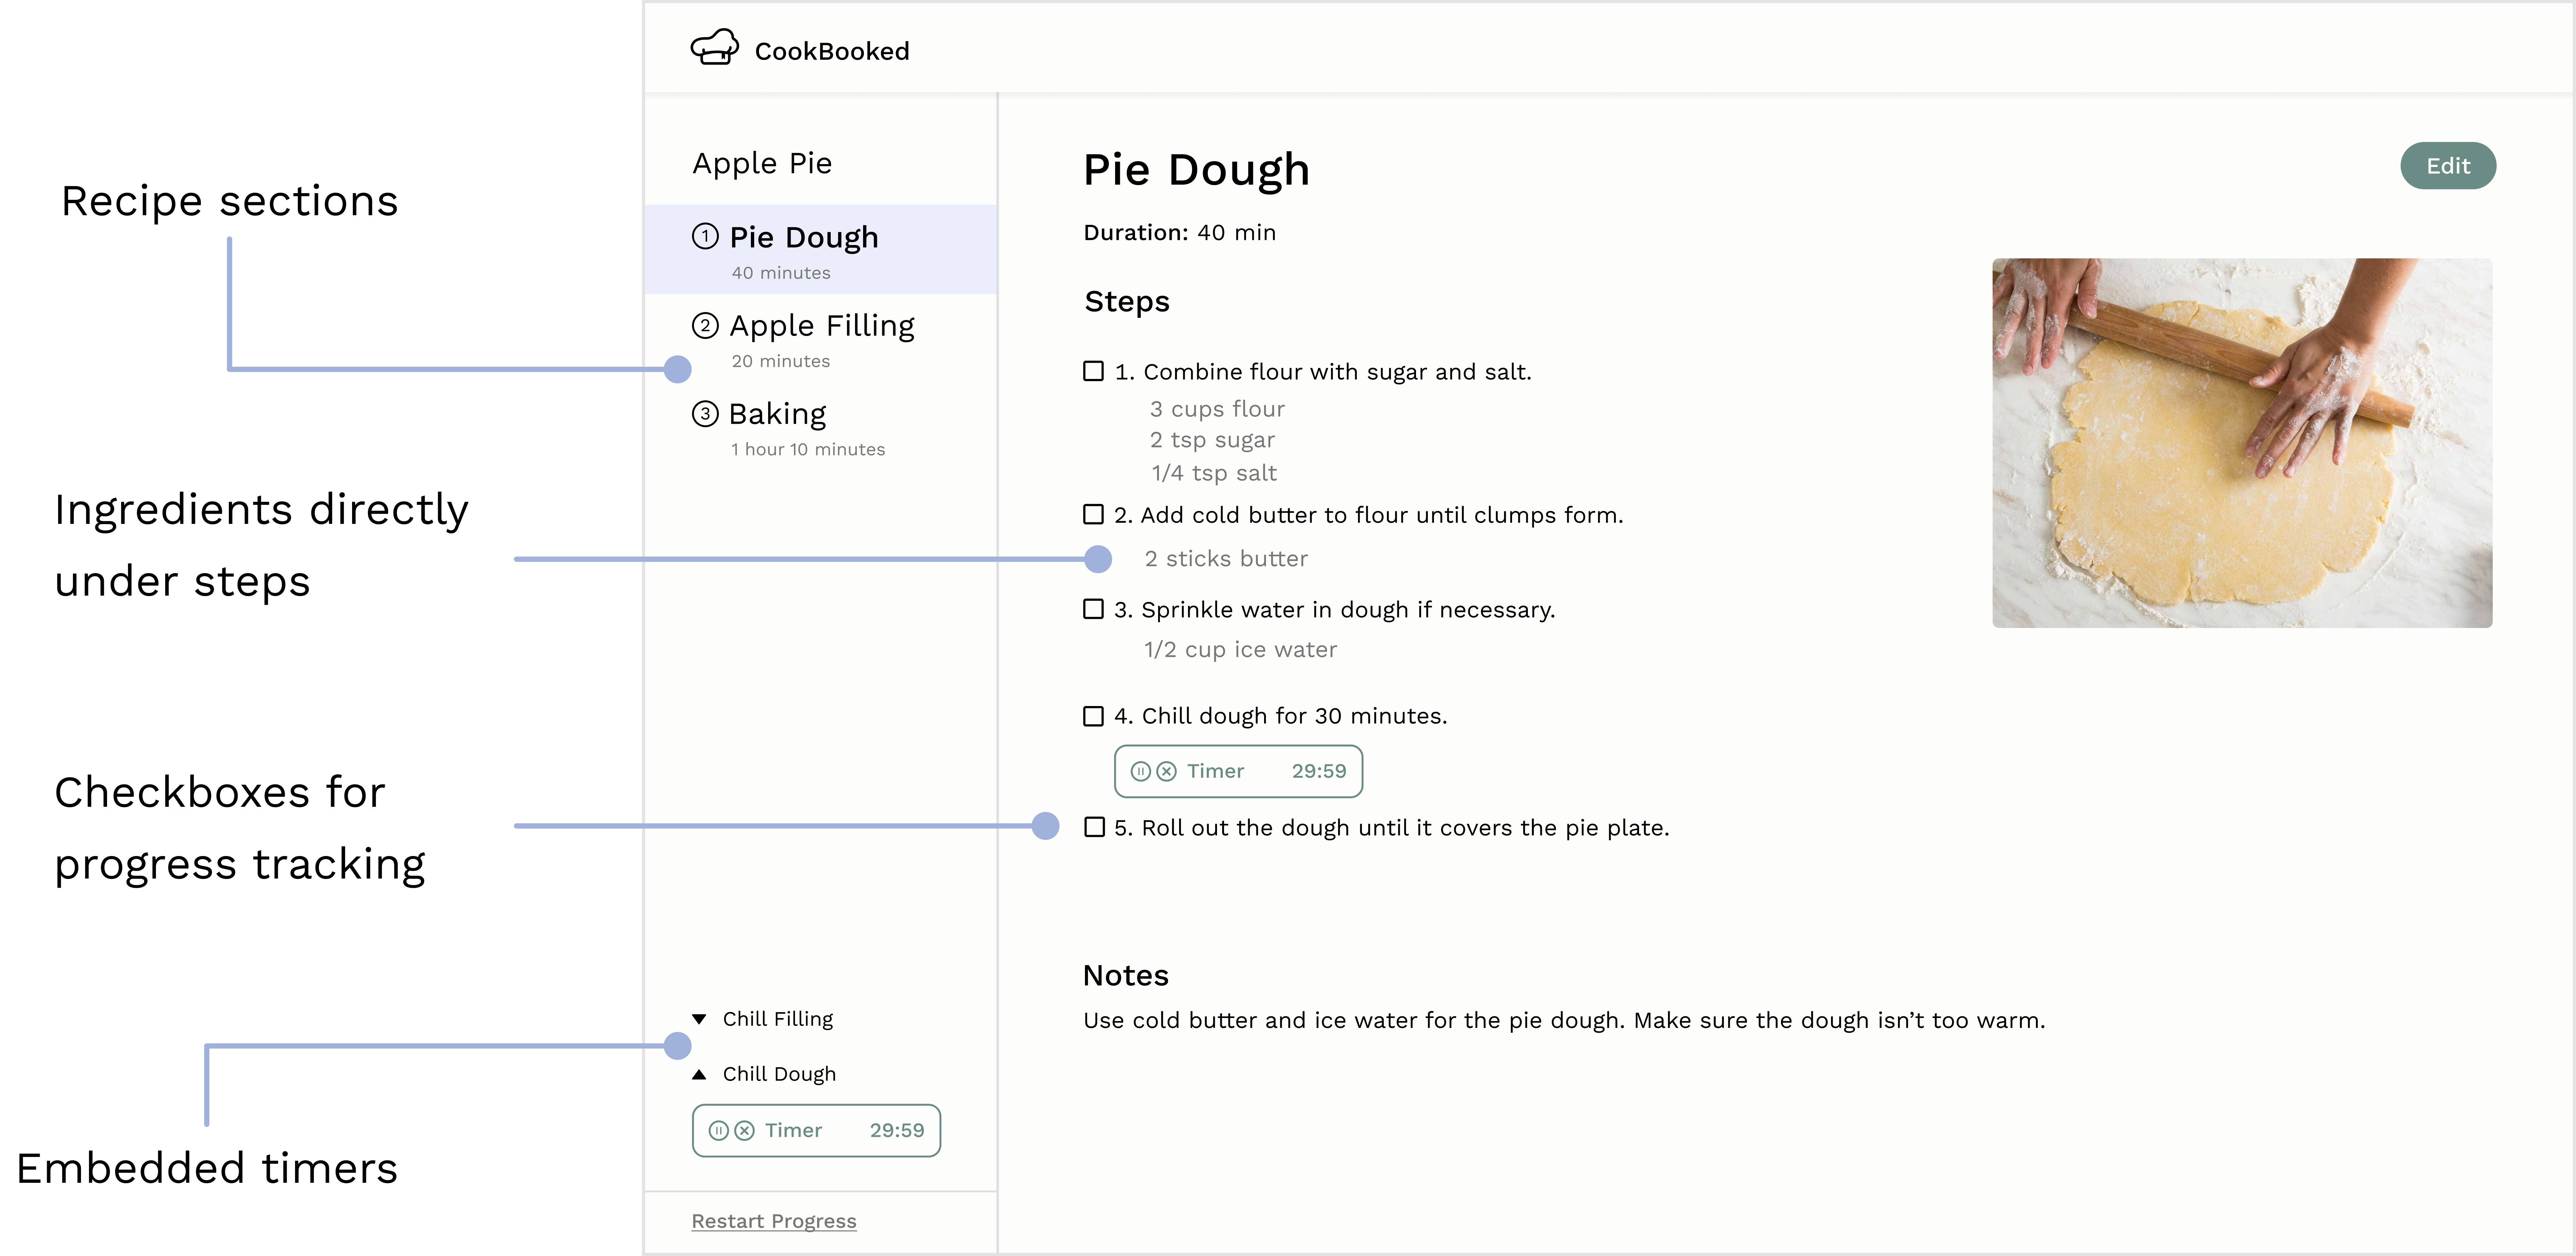 CookBooked
Recipe sections
Ingredients directly
under steps
Checkboxes for
progress tracking
Embedded timers
Apple Pie
1 Pie Dough
40 minutes
2 Apple Filling
20 minutes
3 Baking
1 hour 10 minutes
Chill Filling
Chill Dough
Timer 29:59
Restart Progress
Pie Dough
Edit
Duration: 40 min
Steps
1. Combine flour with sugar and salt.
3 cups flour
2 tsp sugar
1/4 tsp salt
2. Add cold butter to flour until clumps form.
2 sticks butter
3. Sprinkle water in dough if necessary.
1/2 cup ice water
4. Chill dough for 30 minutes.
Timer 29:59
5. Roll out the dough until it covers the pie plate.
Notes
Use cold butter and ice water for the pie dough. Make sure the dough isn’t too warm.